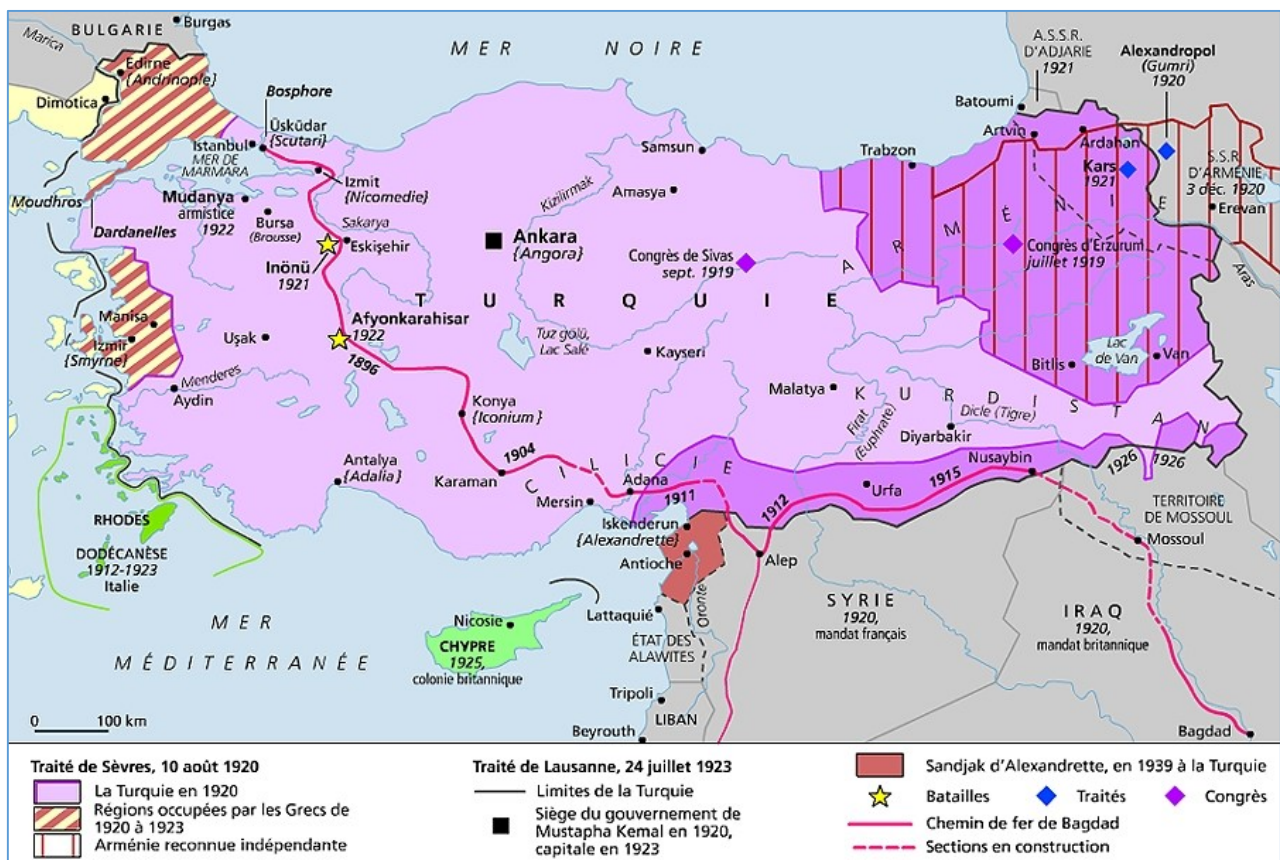 BULGARIE
Burgas
Marica
Edirne
{Andrinople}
Dimotica
MER NOIRE
Bosphore
Üsküdar
{Scutari}
Istanbul
MER DE
MARMARA
Izmit
{Nicomedie}
Moudhros
Dardanelles
Mudanya
armistice
1922
Bursa
(Brousse)
Sakarya
Eskişehir
Inönü
1921
Kizilirmak
Samsun
Amasya
Ankara
{Angora}
Congrès de Sivas
sept. 1919
Trabzon
Batoumi
A.S.S.R.
D'ADJARIE
1921
Alexandropol
(Gumri)
1920
Artvin
Ardahan
Kars
1921
S.S.R.
D'ARMÉNIE
3 déc. 1920
Erevan
Aras
ARMÉNIE
Congrès d'Erzurum
juillet 1919
TURQUIE
Manisa
Izmir
{Smyrne}
Uşak
Afyonkarahisar
1922
1896
Tuz gölü,
Lac Salé
Kayseri
Malatya
Bitlis
Lac
de Van
Van
Menderes
Aydin
Konya
{Iconium}
KURDISTAN
Firat
(Euphrate)
Dicle (Tigre)
Diyarbakir
Antalya
{Adalia}
Karaman
1904
CILICIE
Adana
Mersin
1911
1912
Urfa
1915
Nusaybin
1926
1926
RHODES
DODÉCANÈSE
1912-1923
Italie
Iskenderun
{Alexandrette}
Antioche
Alep
TERRITOIRE
DE MOSSOUL
Mossoul
Lattaquié
Oronte
ÉTAT DES
ALAWITES
SYRIE
1920,
mandat français
IRAQ
1920,
mandat britannique
Nicosie
CHYPRE
1925,
colonie britannique
MER
MÉDITERRANÉE
Tripoli
LIBAN
Beyrouth
Bagdad
0 100 km
Traité de Sèvres, 10 août 1920
La Turquie en 1920
Régions occupées par les Grecs de
1920 à 1923
Arménie reconnue indépendante
Traité de Lausanne, 24 juillet 1923
Limites de la Turquie
Siège du gouvernement de
Mustapha Kemal en 1920,
capitale en 1923
Sandjak d'Alexandrette, en 1939 à la Turquie
Batailles Traités Congrès
Chemin de fer de Bagdad
Sections en construction